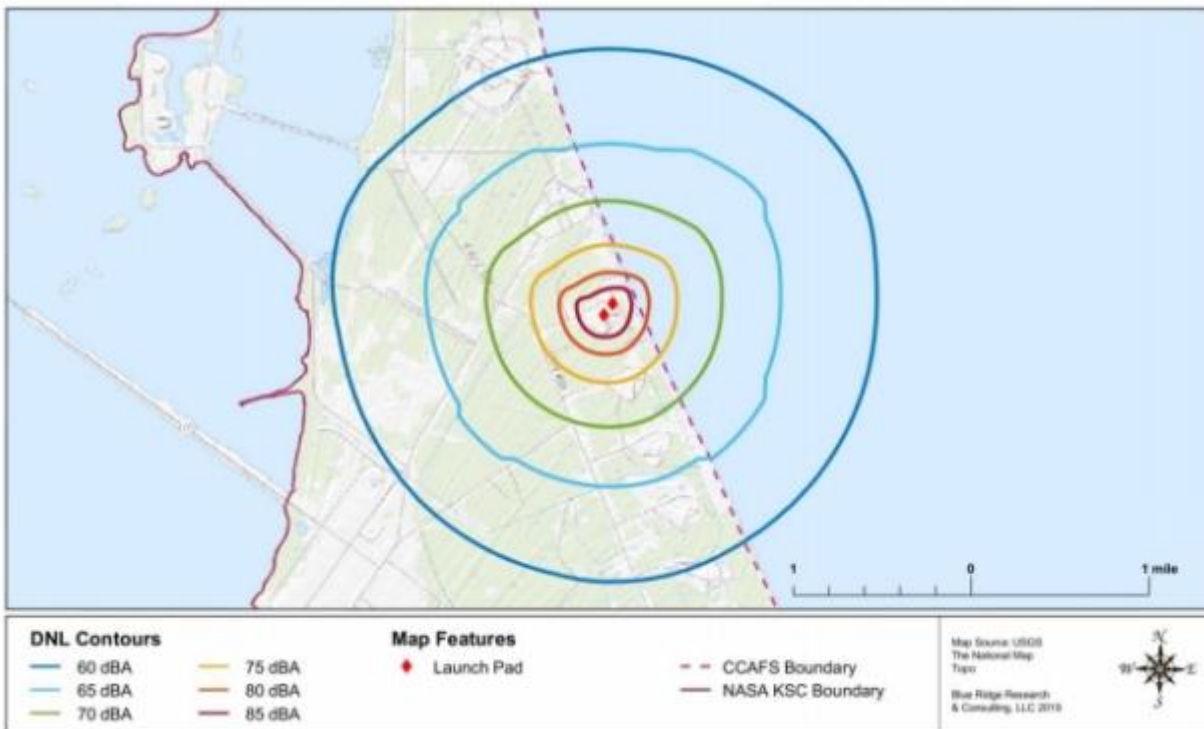 1 0 1 mile
DNL Contours
60 dBA
65 dBA
70 dBA
75 dBA
80 dBA
85 dBA
Map Features
Launch Pad
CCAFS Boundary
NASA KSC Boundary
Map Source: USGS
The National Map
Topo
Blue Ridge Research
& Consulting, LLC 2019
N
W
E
S